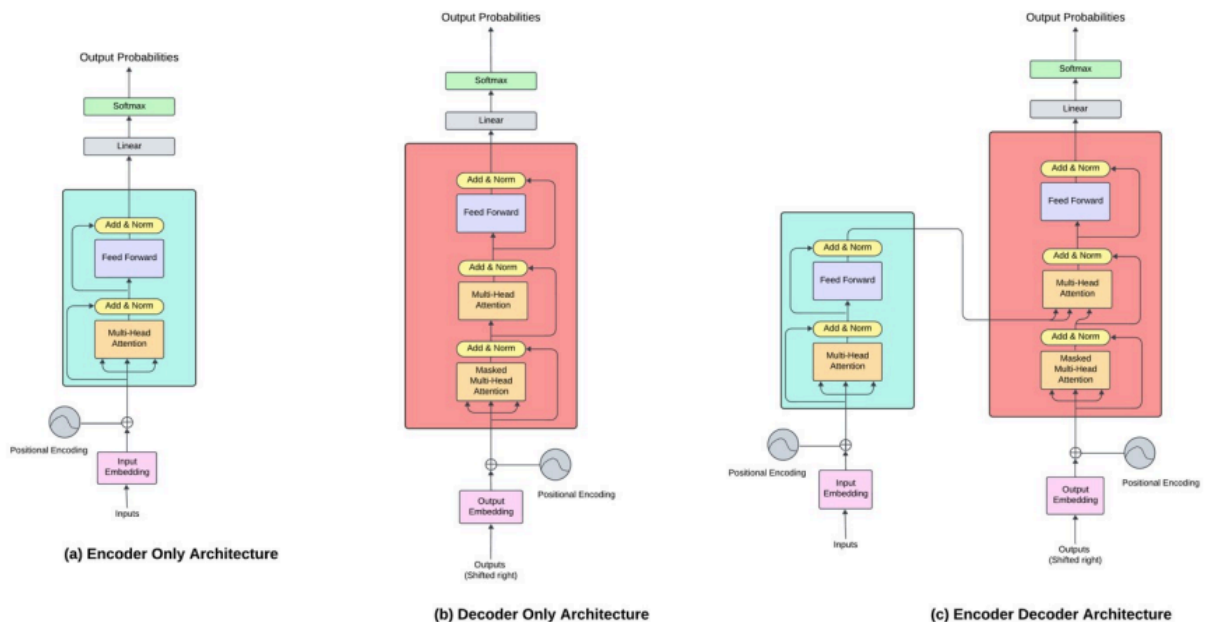 Output Probabilities
Softmax
Linear
Add & Norm
Feed Forward
Add & Norm
Multi-Head
Attention
Positional Encoding
Input
Embedding
Inputs
(a) Encoder Only Architecture
Output Probabilities
Softmax
Linear
Add & Norm
Feed Forward
Add & Norm
Multi-Head
Attention
Add & Norm
Masked
Multi-Head
Attention
Positional Encoding
Output
Embedding
Outputs
(Shifted right)
(b) Decoder Only Architecture
Add & Norm
Feed Forward
Add & Norm
Multi-Head
Attention
Positional Encoding
Input
Embedding
Inputs
Output Probabilities
Softmax
Linear
Add & Norm
Feed Forward
Add & Norm
Multi-Head
Attention
Add & Norm
Masked
Multi-Head
Attention
Positional Encoding
Output
Embedding
Outputs
(Shifted right)
(c) Encoder Decoder Architecture